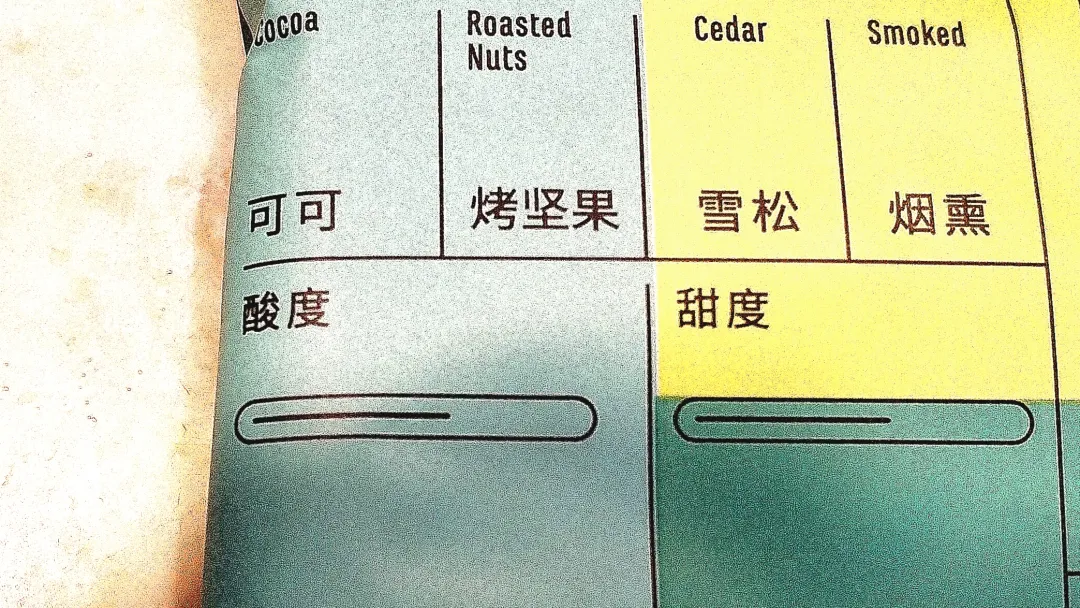 Cocoa
Roasted
Nuts
Cedar
Smoked
可可
烤坚果
雪松
烟熏
酸度
甜度